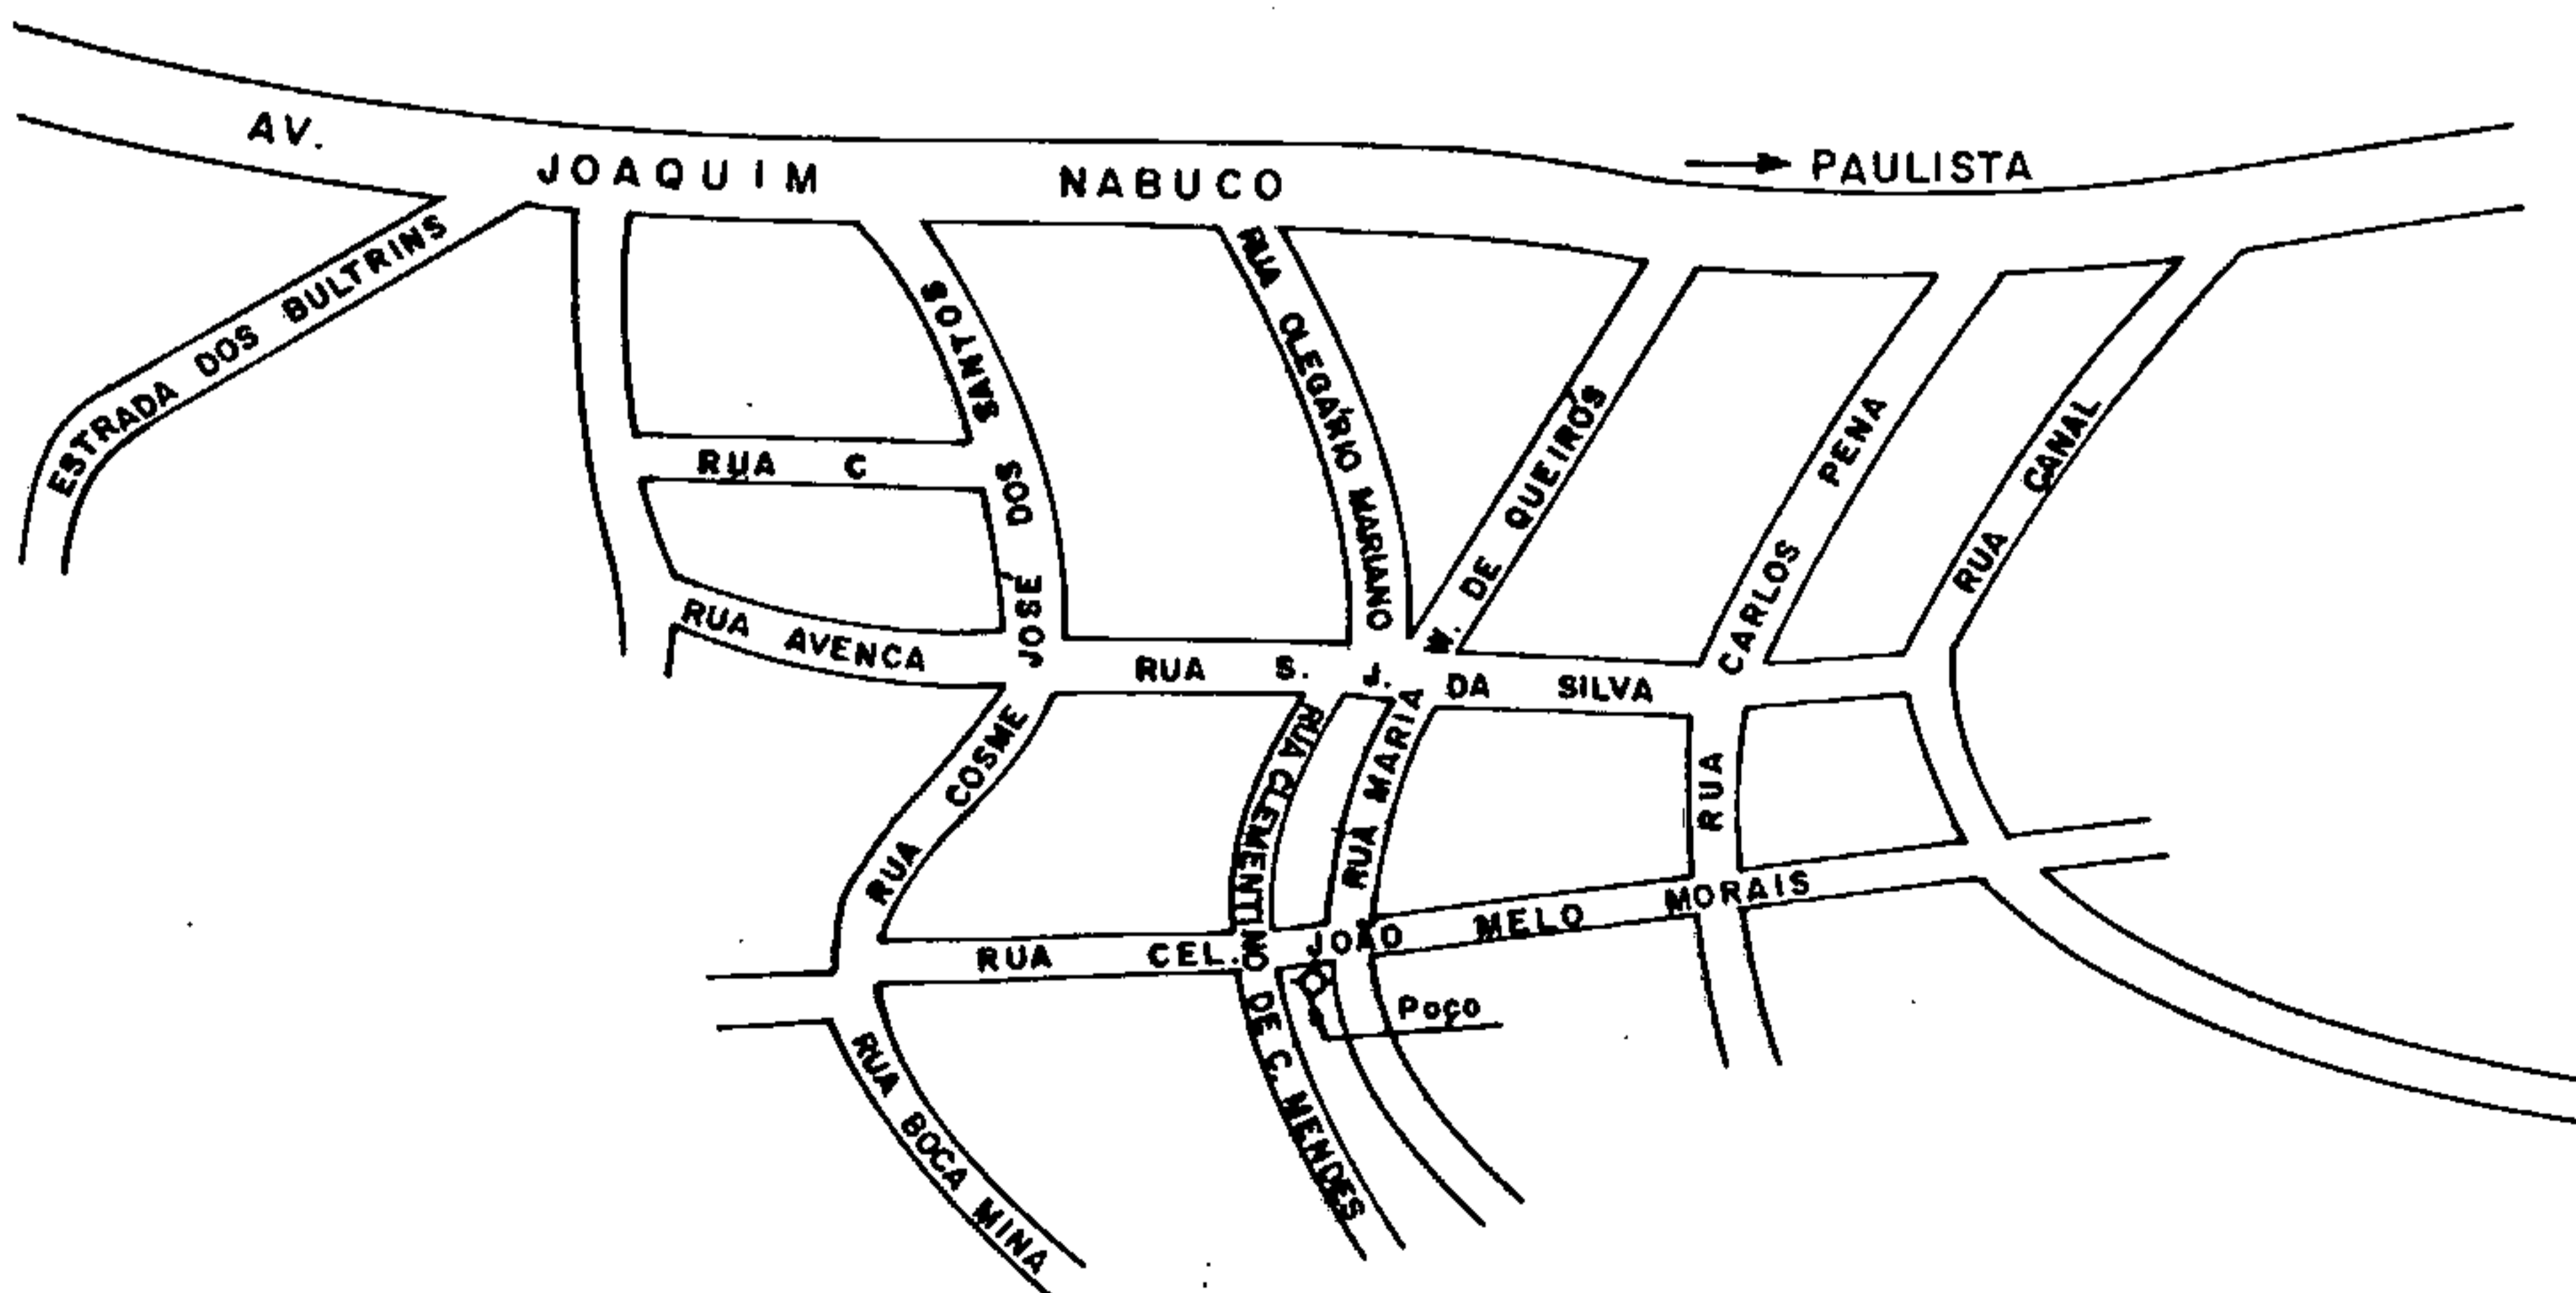 AV. JOAQUIM NABUCO
→ PAULISTA
ESTRADA DOS BULTRINS
RUA C
JOSÉ DOS SANTOS
RUA OLEGÁRIO MARIANO
W. DE QUEIRÓS
RUA CARLOS PENA
RUA CANAL
RUA AVENCA
RUA S. J. DA SILVA
RUA COSME
RUA CLEMENTINO DE C. MENDES
RUA MARIA
RUA CEL. JOÃO MELO MORAIS
Poço
RUA BOCA MINA